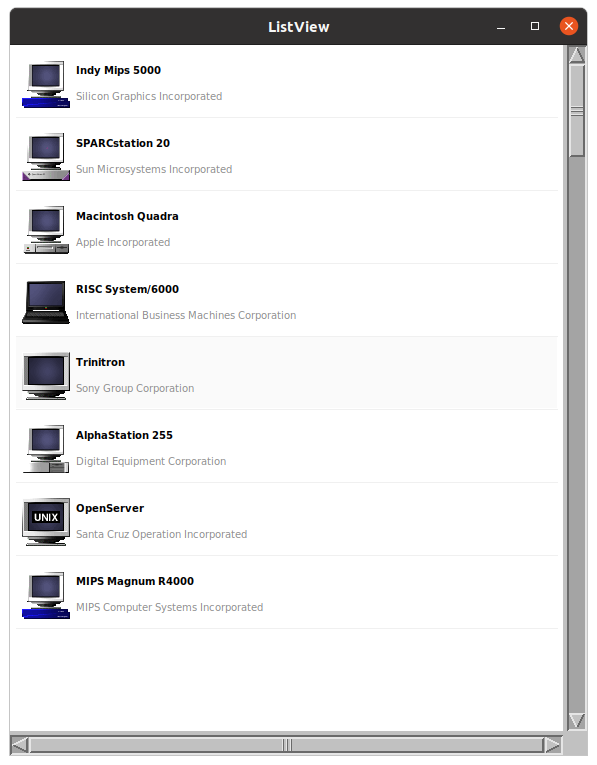 ListView
Indy Mips 5000
Silicon Graphics Incorporated
SPARCstation 20
Sun Microsystems Incorporated
Macintosh Quadra
Apple Incorporated
RISC System/6000
International Business Machines Corporation
Trinitron
Sony Group Corporation
AlphaStation 255
Digital Equipment Corporation
OpenServer
UNIX
Santa Cruz Operation Incorporated
MIPS Magnum R4000
MIPS Computer Systems Incorporated